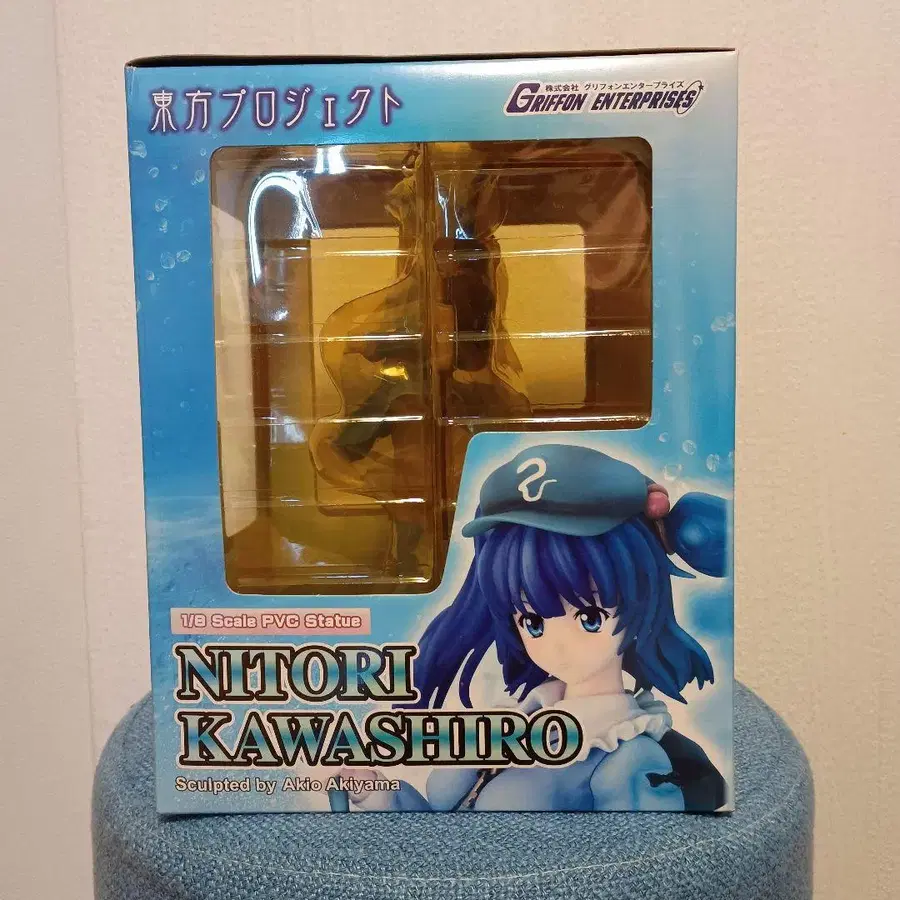 東方プロジェクト
株式会社 グリフォンエンタープライズ
GRIFFON ENTERPRISES
1/8 Scale PVC Statue
NITORI
KAWASHIRO
Sculpted by Akio Akiyama